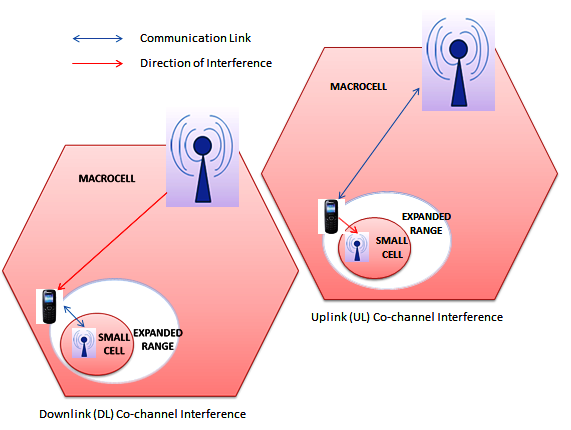 Communication Link
Direction of Interference
MACROCELL
EXPANDED
RANGE
SMALL
CELL
Uplink (UL) Co-channel Interference
MACROCELL
SMALL
CELL
EXPANDED
RANGE
Downlink (DL) Co-channel Interference